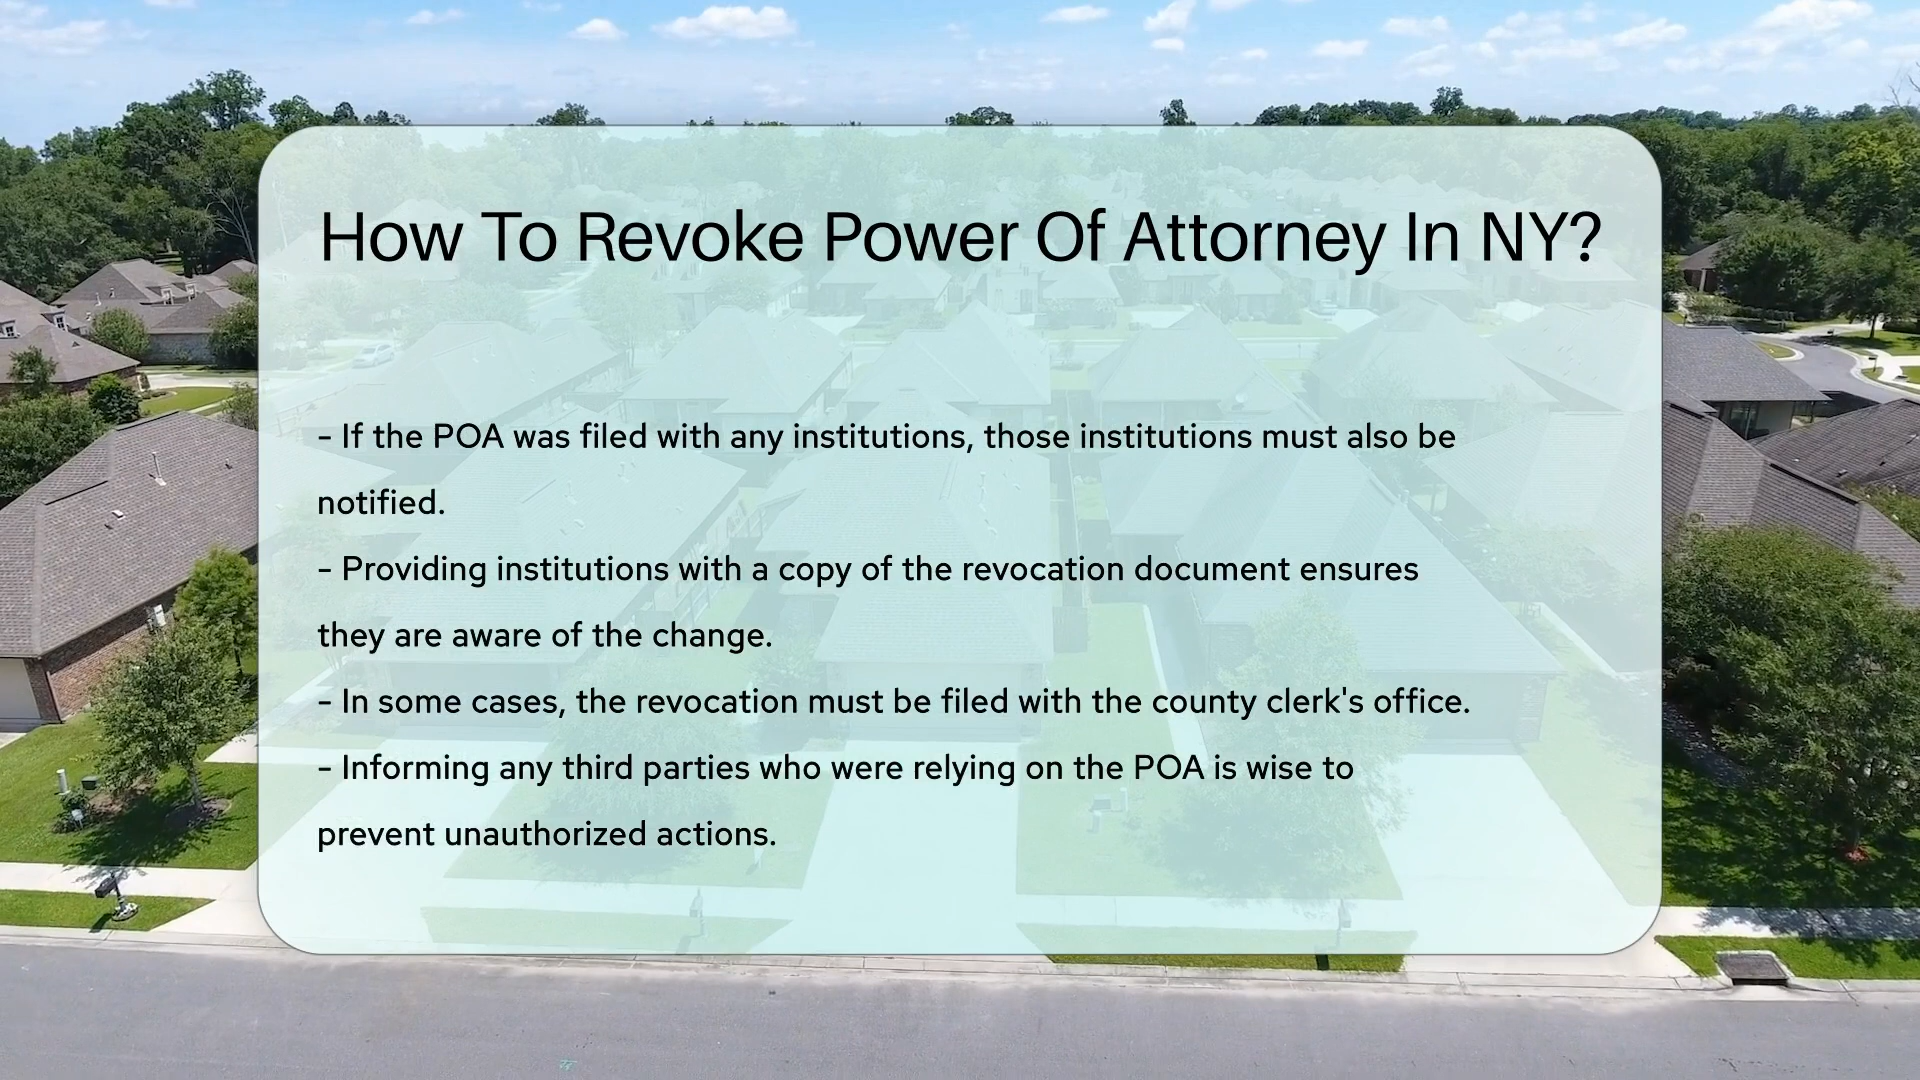 How To Revoke Power Of Attorney In NY?
- If the POA was filed with any institutions, those institutions must also be
notified.
- Providing institutions with a copy of the revocation document ensures
they are aware of the change.
- In some cases, the revocation must be filed with the county clerk's office.
- Informing any third parties who were relying on the POA is wise to
prevent unauthorized actions.